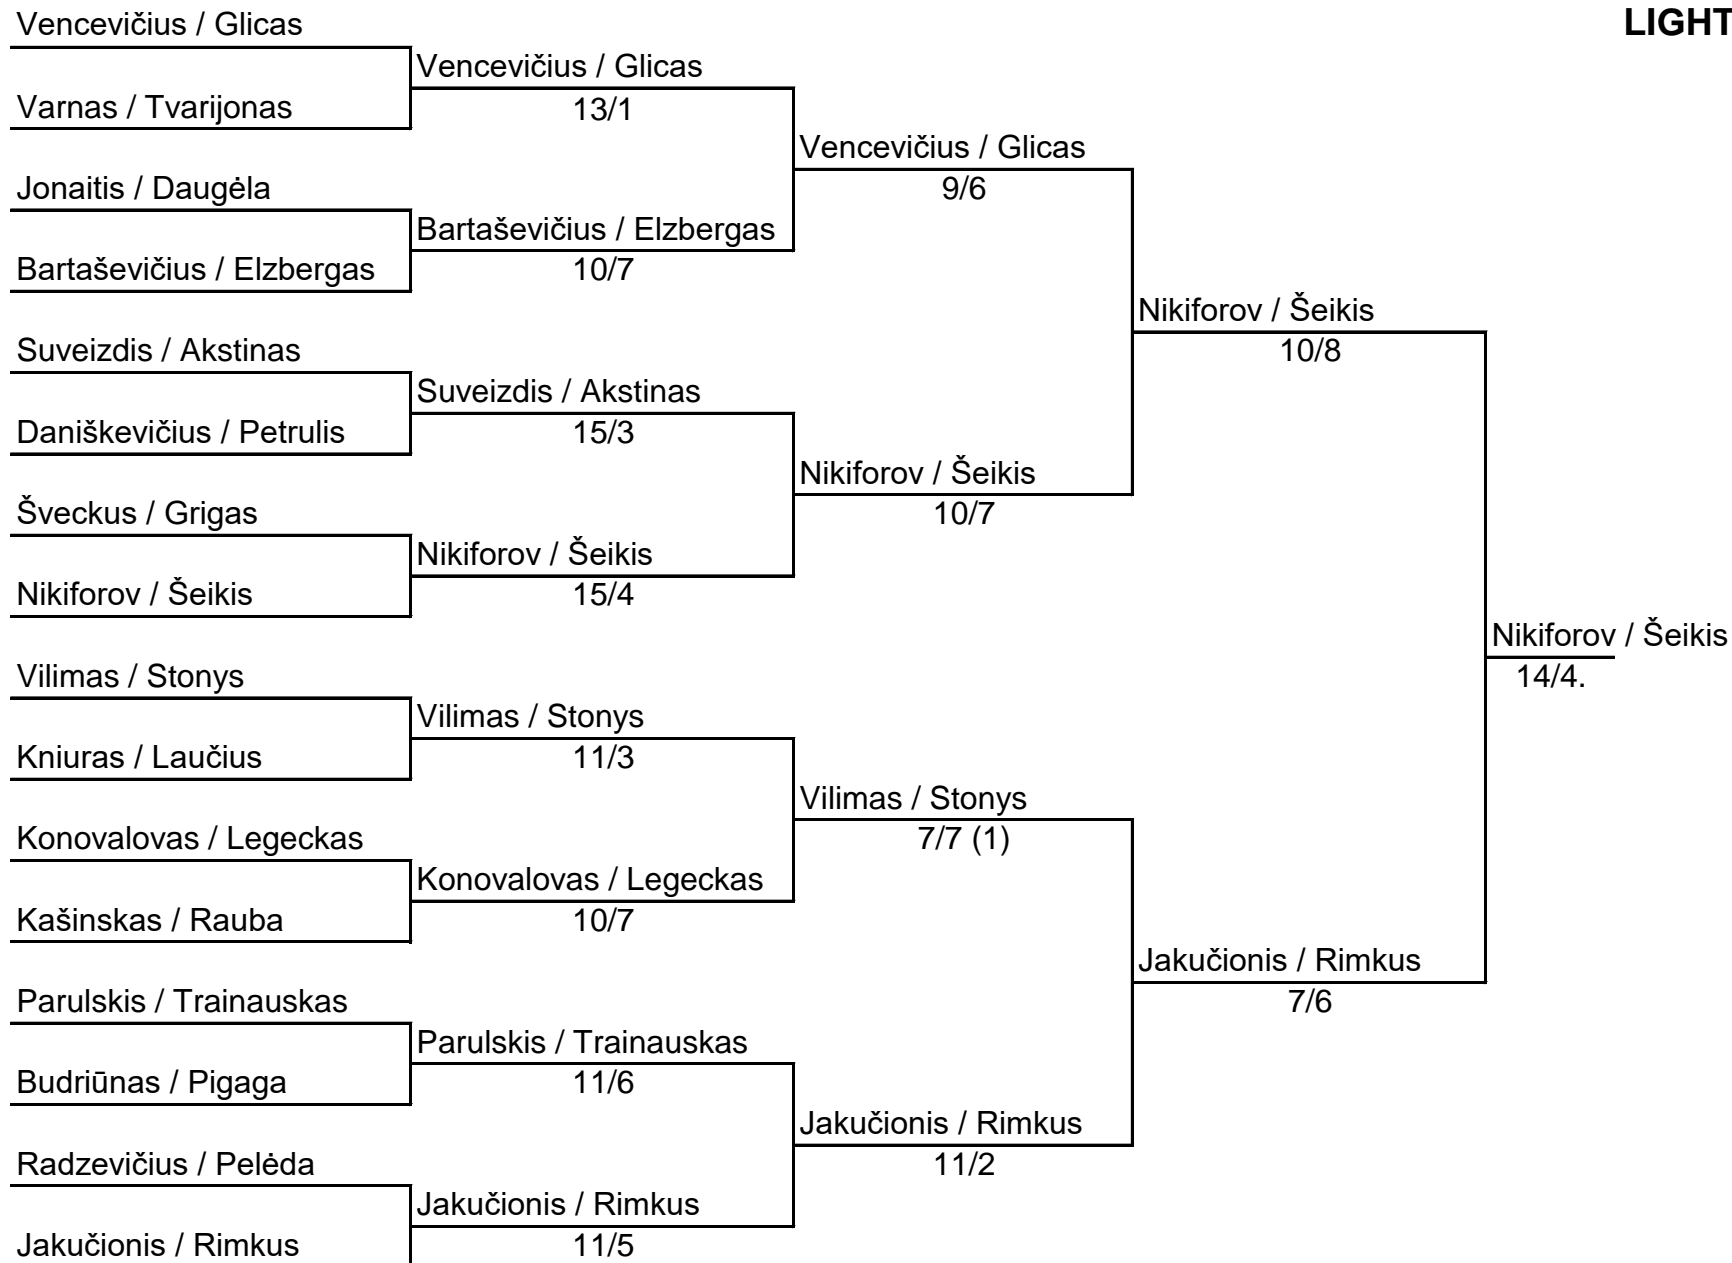 Vencevičius / Glicas
LIGHT
Vencevičius / Glicas
Varnas / Tvarijonas
13/1
Vencevičius / Glicas
Jonaitis / Daugėla
9/6
Bartaševičius / Elzbergas
Bartaševičius / Elzbergas
10/7
Nikiforov / Šeikis
Suveizdis / Akstinas
10/8
Suveizdis / Akstinas
Daniškevičius / Petrulis
15/3
Nikiforov / Šeikis
Šveckus / Grigas
10/7
Nikiforov / Šeikis
Nikiforov / Šeikis
15/4
Nikiforov / Šeikis
Vilimas / Stonys
14/4.
Vilimas / Stonys
Kniuras / Laučius
11/3
Vilimas / Stonys
Konovalovas / Legeckas
7/7 (1)
Konovalovas / Legeckas
Kašinskas / Rauba
10/7
Jakučionis / Rimkus
Parulskis / Trainauskas
7/6
Parulskis / Trainauskas
Budriūnas / Pigaga
11/6
Jakučionis / Rimkus
Radzevičius / Pelėda
11/2
Jakučionis / Rimkus
Jakučionis / Rimkus
11/5